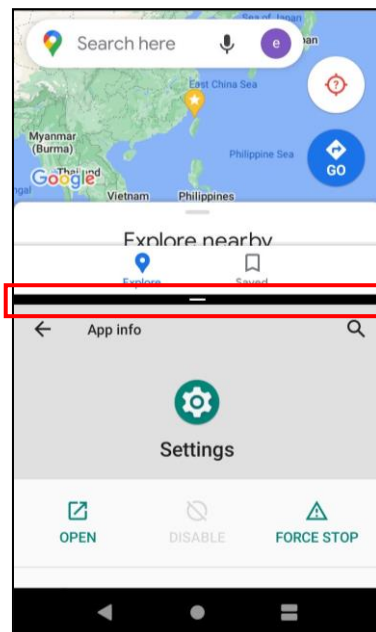 Sea of Japan
Search here
e
an
East China Sea
Myanmar
(Burma)
Philippine Sea
GO
Google
Vietnam
Philippines
Explore nearby
Explore
Saved
App info
Settings
OPEN
DISABLE
FORCE STOP